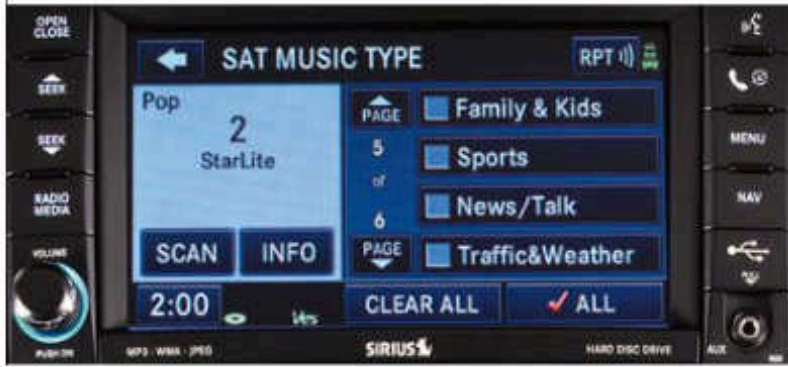 OPEN
CLOSE
SEEK
SEEK
RADIO
MEDIA
VOLUME
PUSH ON
SAT MUSIC TYPE
RPT
Pop
2
StarLite
SCAN
INFO
PAGE
5
of
6
PAGE
Family & Kids
Sports
News/Talk
Traffic&Weather
2:00
CLEAR ALL
ALL
MP3 · WMA · JPEG
SIRIUS
HARD DISC DRIVE
MENU
NAV
PULL
AUX